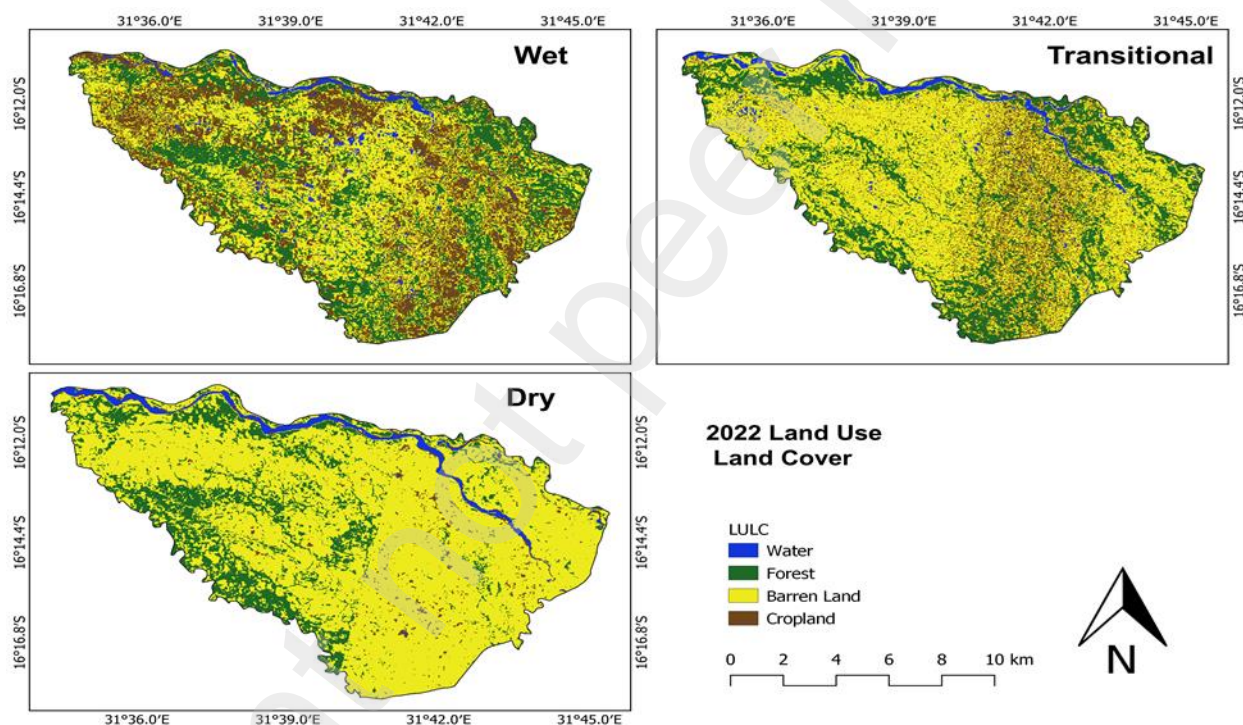 31°36.0'E 31°39.0'E 31°42.0'E 31°45.0'E
31°36.0'E 31°39.0'E 31°42.0'E 31°45.0'E
Wet
Transitional
16°12.0'S
16°14.4'S
16°16.8'S
16°12.0'S
16°14.4'S
16°16.8'S
Dry
16°12.0'S
16°14.4'S
16°16.8'S
16°12.0'S
16°14.4'S
16°16.8'S
31°36.0'E 31°39.0'E 31°42.0'E 31°45.0'E
2022 Land Use
Land Cover
LULC
Water
Forest
Barren Land
Cropland
0 2 4 6 8 10 km
N
not peer